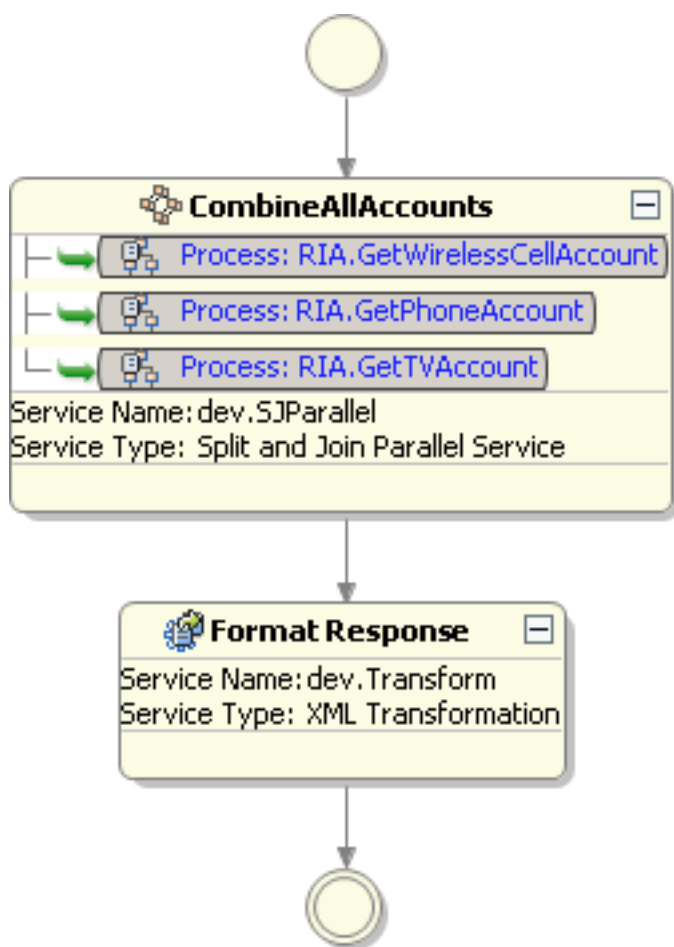 CombineAllAccounts
Process: RIA.GetWirelessCellAccount
Process: RIA.GetPhoneAccount
Process: RIA.GetTVAccount
Service Name: dev.SJParallel
Service Type: Split and Join Parallel Service
Format Response
Service Name: dev.Transform
Service Type: XML Transformation